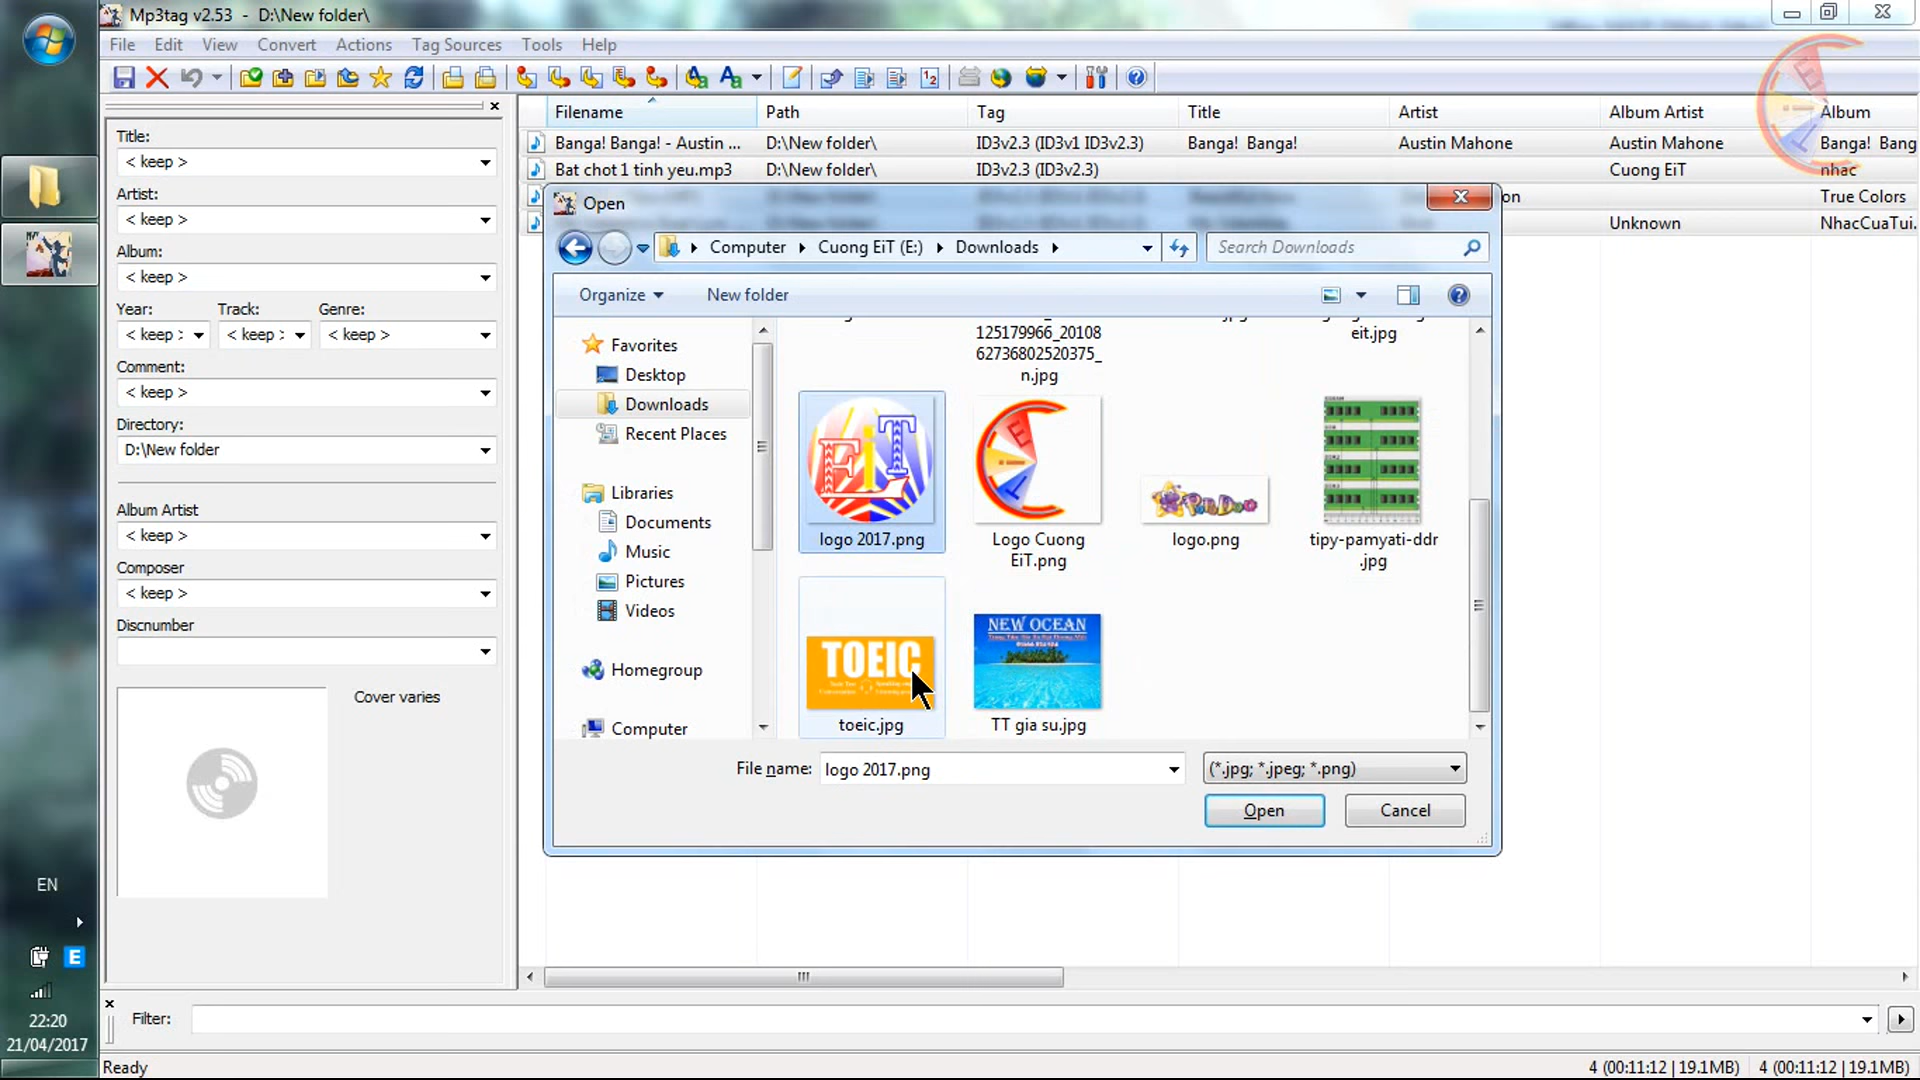 Mp3tag v2.53 - D:\New folder\
File Edit View Convert Actions Tag Sources Tools Help
Title:
< keep >
Artist:
< keep >
Album:
< keep >
Year: Track: Genre:
< keep > < keep > < keep >
Comment:
< keep >
Directory:
D:\New folder
Album Artist
< keep >
Composer
< keep >
Discnumber
Cover varies
Filename Path Tag Title Artist Album Artist Album
Banga! Banga! - Austin ... D:\New folder\ ID3v2.3 (ID3v1 ID3v2.3) Banga! Banga! Austin Mahone Austin Mahone Banga! Bang
Bat chot 1 tinh yeu.mp3 D:\New folder\ ID3v2.3 (ID3v2.3) Cuong EiT nhac
on True Colors
Unknown NhacCuaTui.
Open
Computer Cuong EiT (E:) Downloads
Search Downloads
Organize New folder
Favorites
Desktop
Downloads
Recent Places
Libraries
Documents
Music
Pictures
Videos
Homegroup
Computer
125179966_20108
62736802520375_
n.jpg
eit.jpg
EiT
logo 2017.png
E i T
Logo Cuong
EiT.png
logo.png
tipy-pamyati-ddr
.jpg
TOEIC
toeic.jpg
NEW OCEAN
TT gia su.jpg
File name: logo 2017.png
(*.jpg; *.jpeg; *.png)
Open Cancel
EN
22:20
21/04/2017
Filter:
Ready
4 (00:11:12 | 19.1MB) 4 (00:11:12 | 19.1MB)